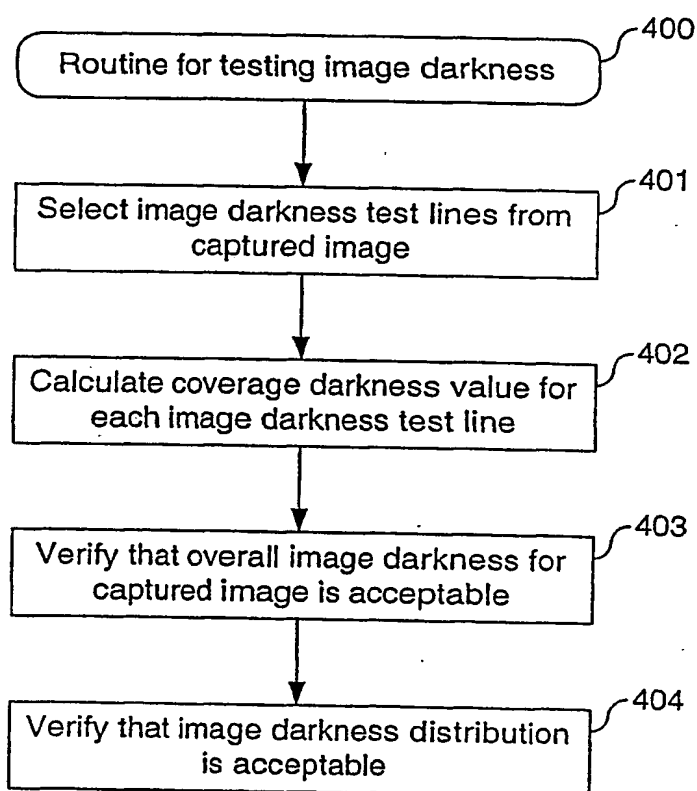 400
Routine for testing image darkness
401
Select image darkness test lines from
captured image
402
Calculate coverage darkness value for
each image darkness test line
403
Verify that overall image darkness for
captured image is acceptable
404
Verify that image darkness distribution
is acceptable